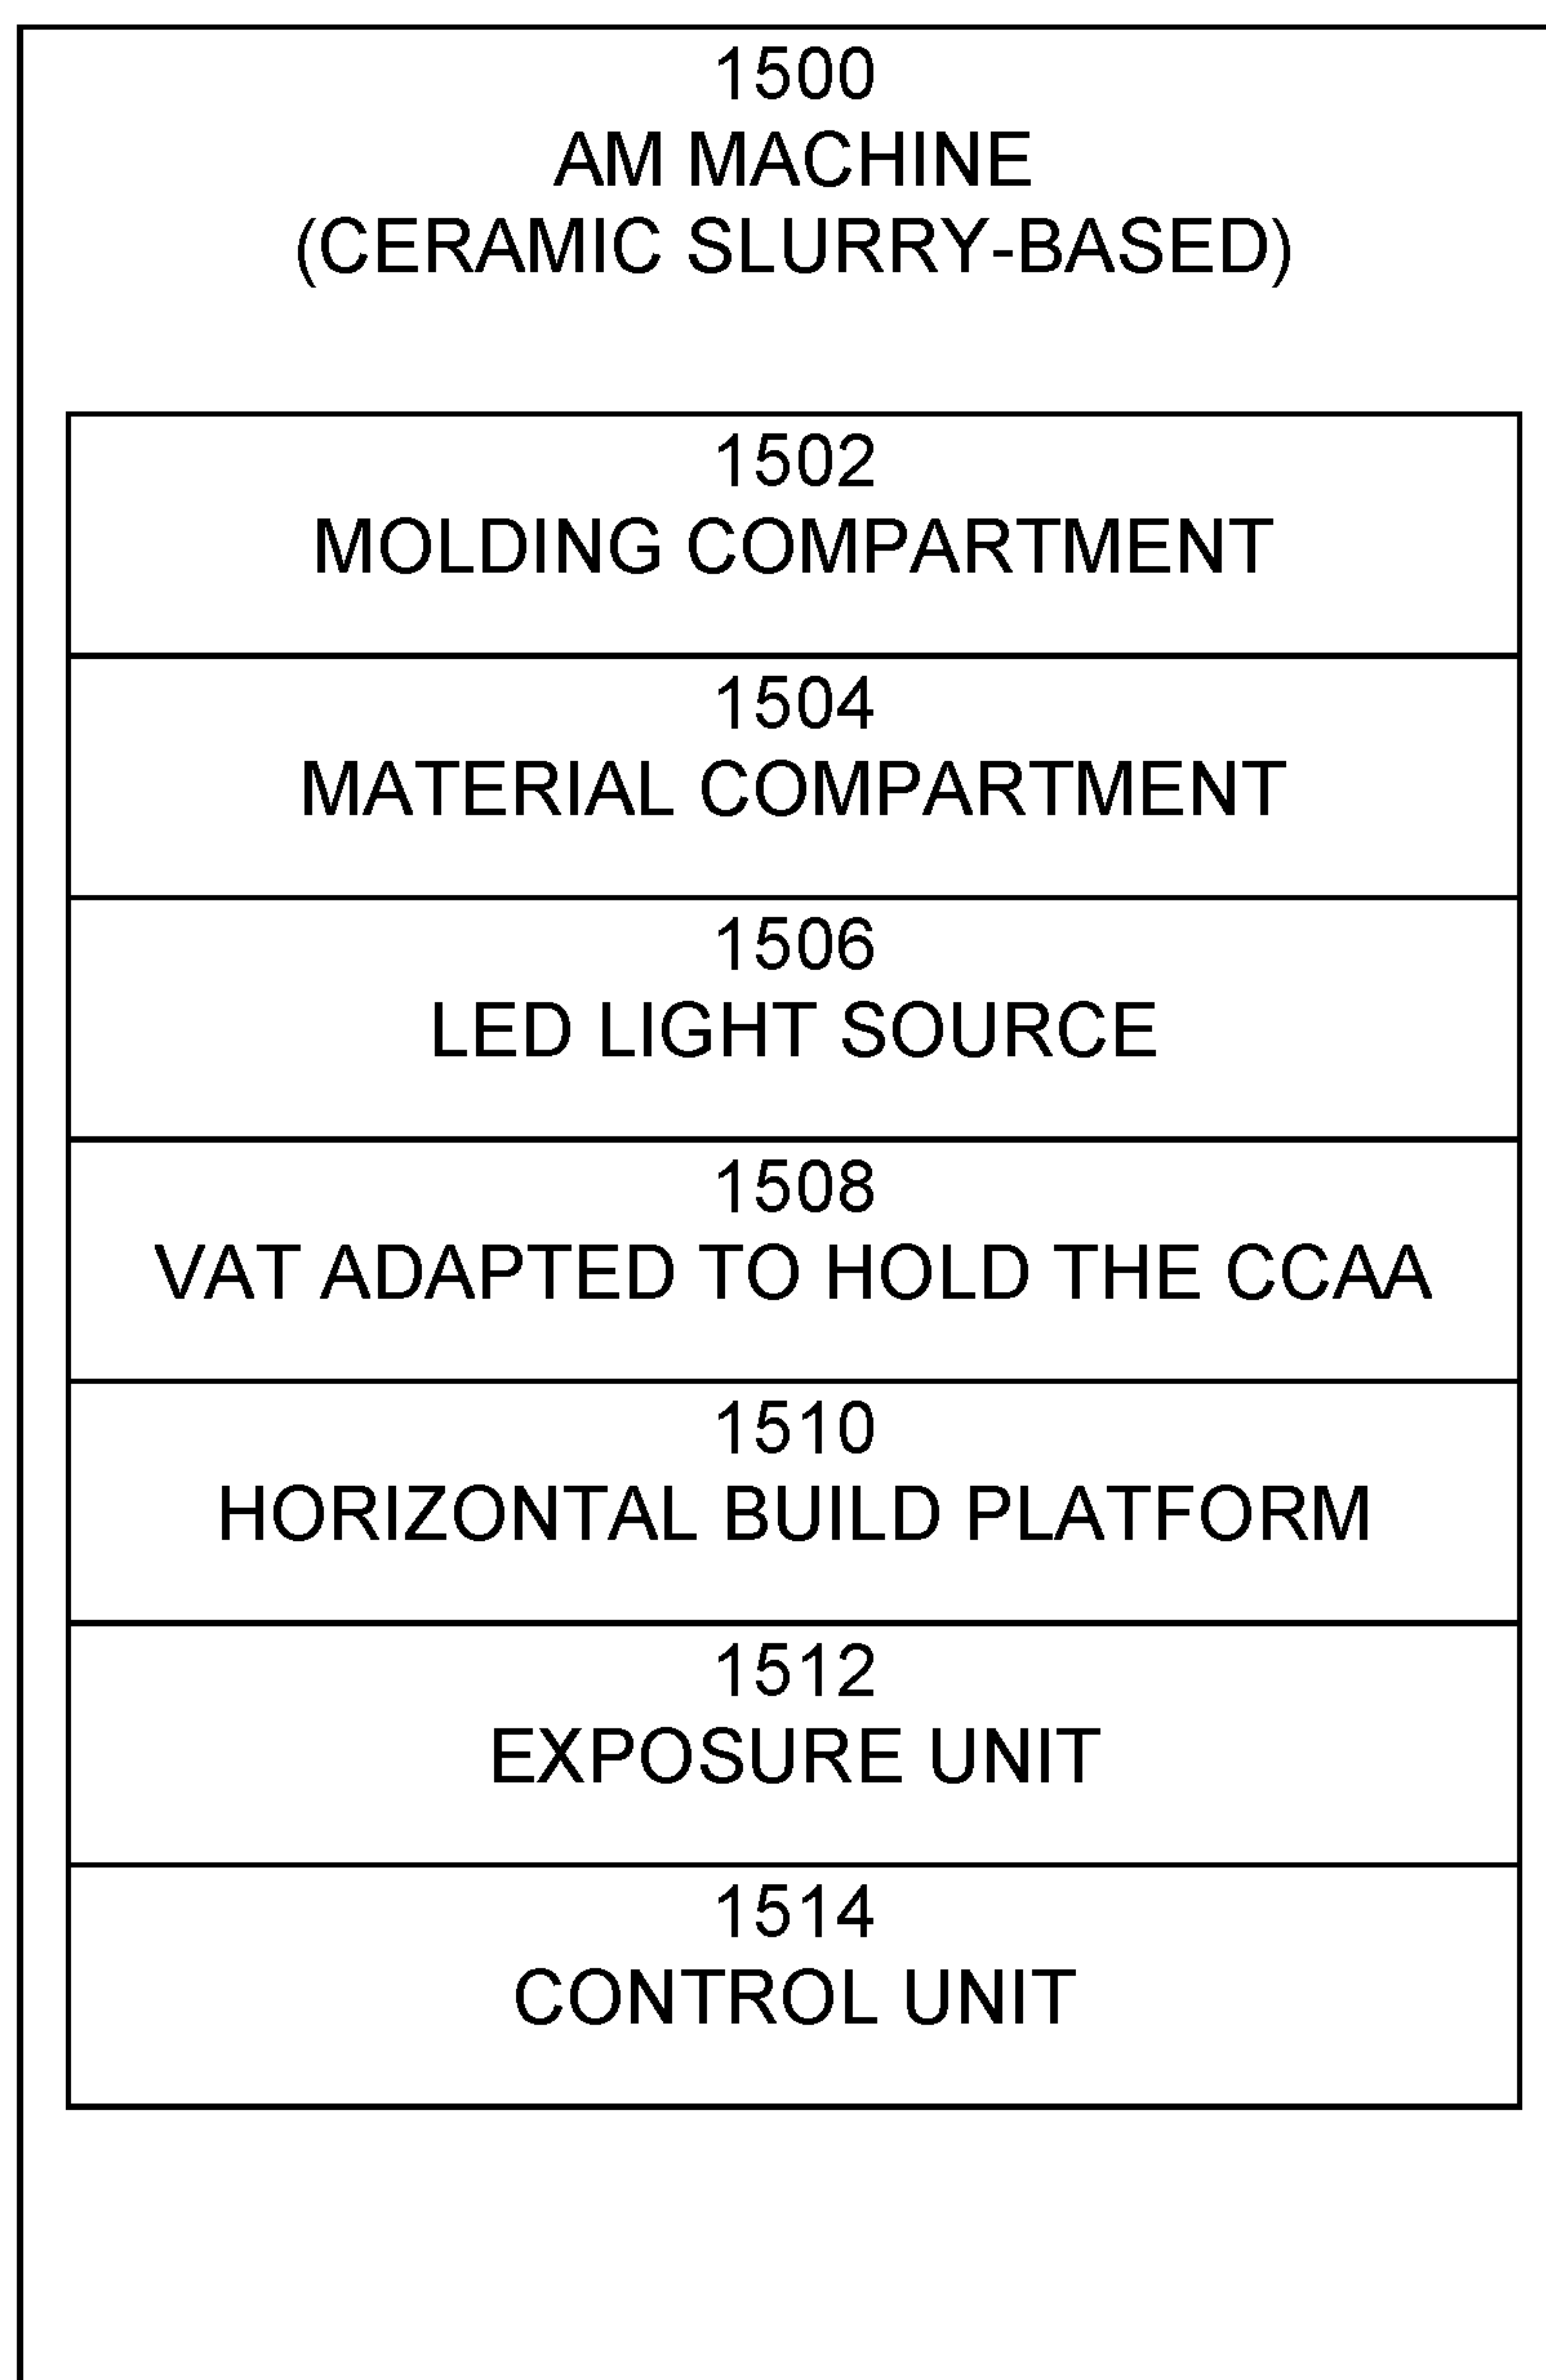 1500
AM MACHINE
(CERAMIC SLURRY-BASED)
1502
MOLDING COMPARTMENT
1504
MATERIAL COMPARTMENT
1506
LED LIGHT SOURCE
1508
VAT ADAPTED TO HOLD THE CCAA
1510
HORIZONTAL BUILD PLATFORM
1512
EXPOSURE UNIT
1514
CONTROL UNIT